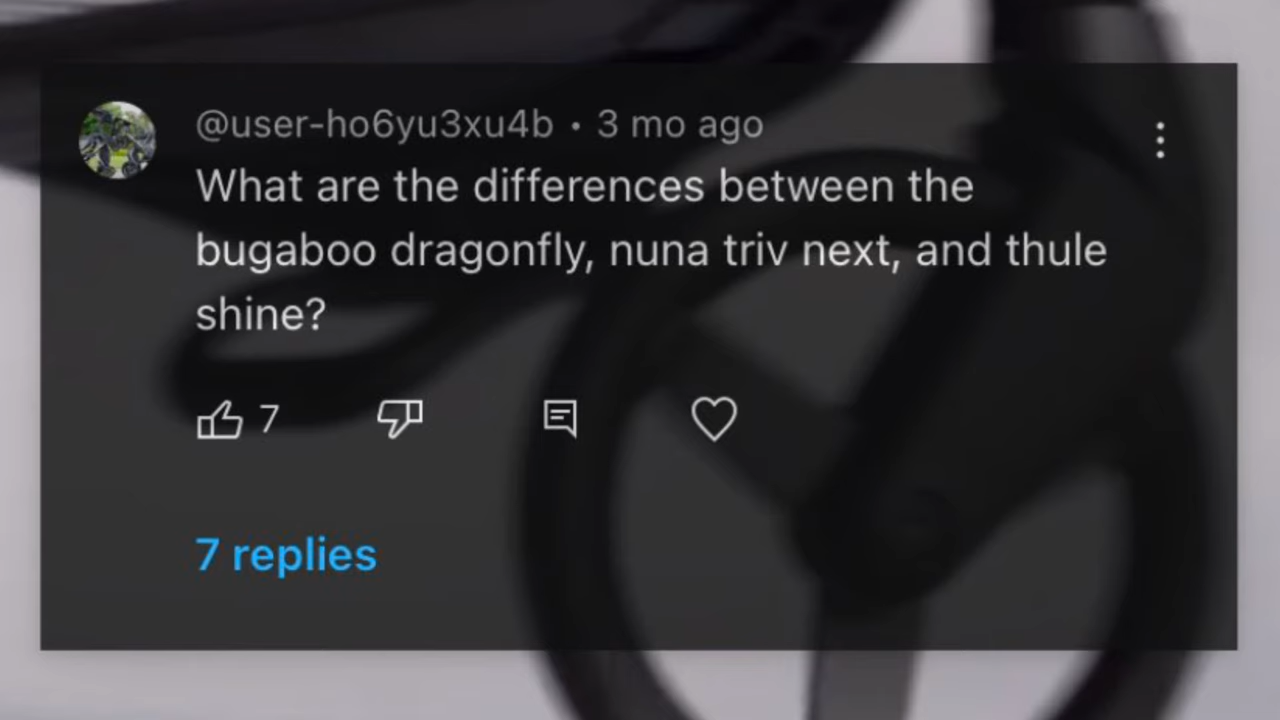 @user-ho6yu3xu4b • 3 mo ago
What are the differences between the
bugaboo dragonfly, nuna triv next, and thule
shine?
7
7 replies